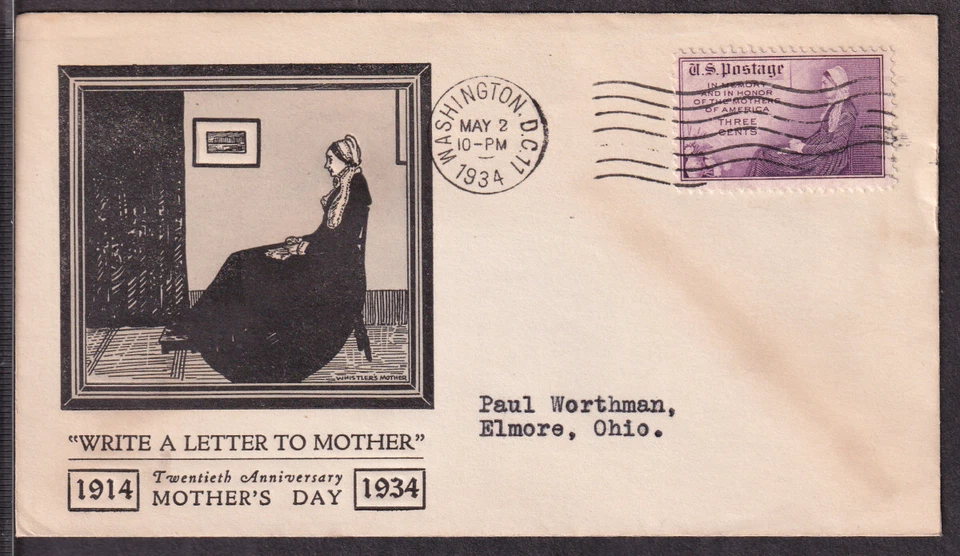 WHISTLER'S MOTHER
"WRITE A LETTER TO MOTHER"
1914
Twentieth Anniversary
MOTHER'S DAY
1934
WASHINGTON, D.C. 11
MAY 2
10-PM
1934
U.S. Postage
IN MEMORY
AND IN HONOR
OF THE MOTHERS
OF AMERICA
THREE
CENTS
Paul Worthman,
Elmore, Ohio.